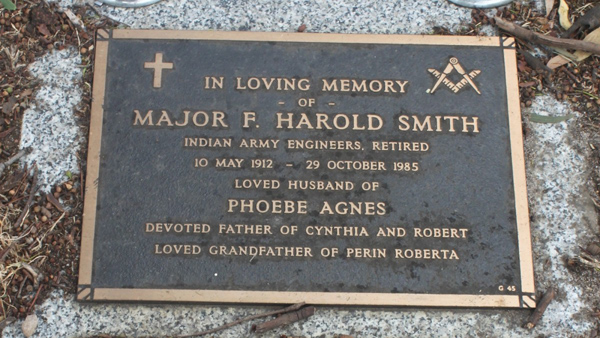 IN LOVING MEMORY
- OF -
MAJOR F. HAROLD SMITH
INDIAN ARMY ENGINEERS, RETIRED
10 MAY 1912 - 29 OCTOBER 1985
LOVED HUSBAND OF
PHOEBE AGNES
DEVOTED FATHER OF CYNTHIA AND ROBERT
LOVED GRANDFATHER OF PERIN ROBERTA
G 45